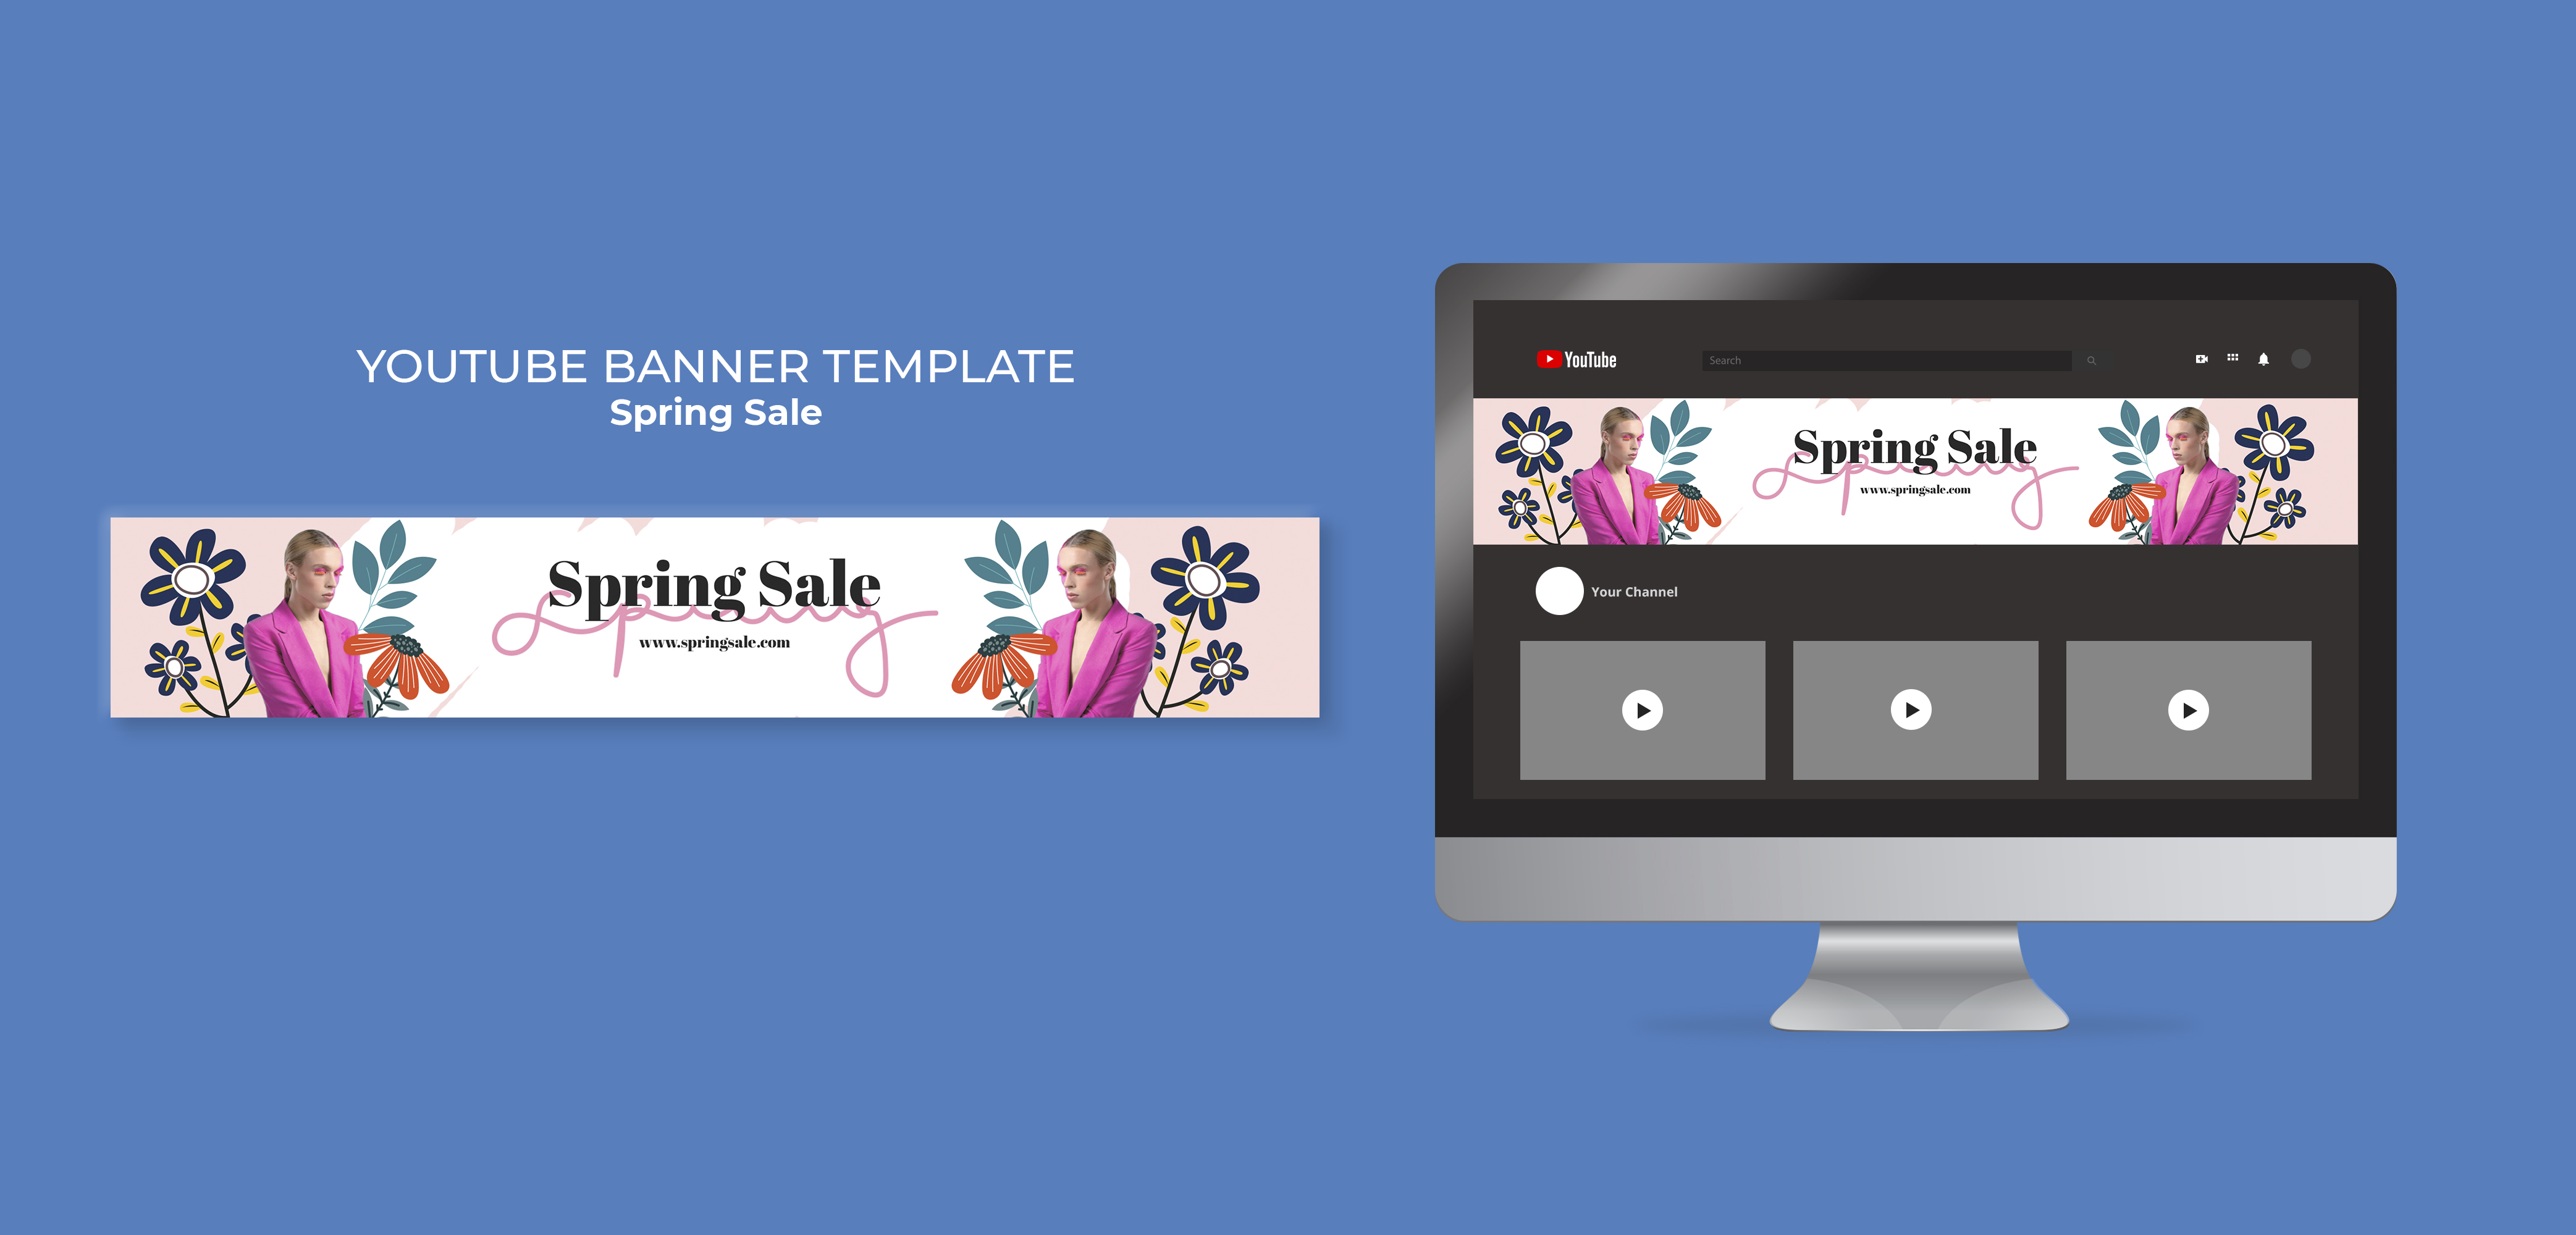 YOUTUBE BANNER TEMPLATE
Spring Sale
Spring Sale
spring
www.springsale.com
YouTube
Search
Spring Sale
spring
www.springsale.com
Your Channel